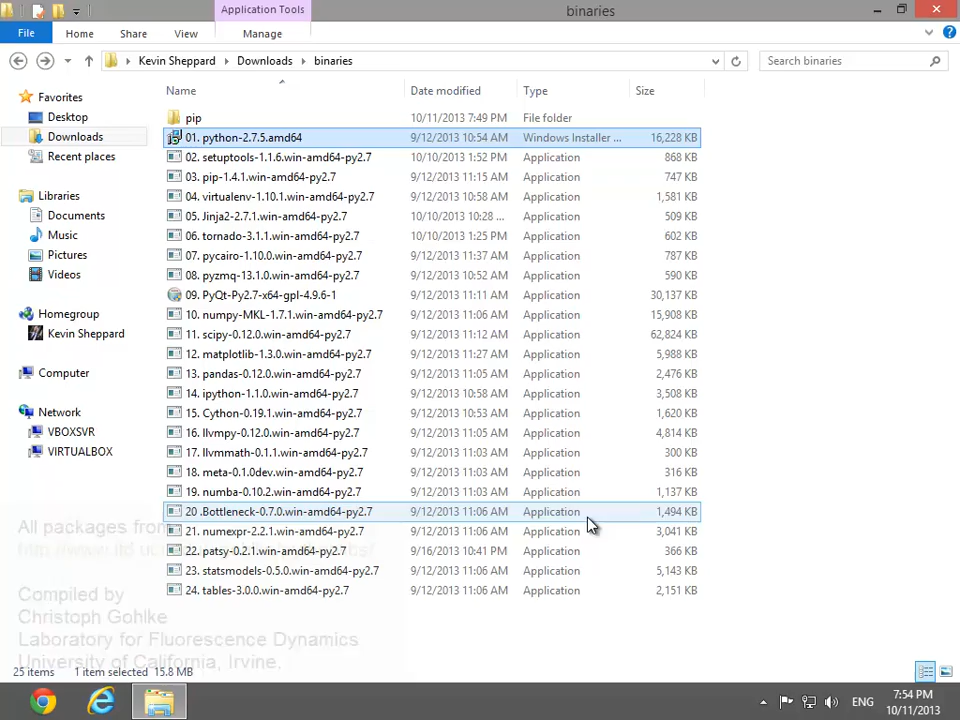 Application Tools
binaries
File
Home
Share
View
Manage
Kevin Sheppard
Downloads
binaries
Search binaries
Name
Date modified
Type
Size
Favorites
Desktop
Downloads
Recent places
Libraries
Documents
Music
Pictures
Videos
Homegroup
Kevin Sheppard
Computer
Network
VBOXSVR
VIRTUALBOX
pip 10/11/2013 7:49 PM File folder
01. python-2.7.5.amd64 9/12/2013 10:54 AM Windows Installer ... 16,228 KB
02. setuptools-1.1.6.win-amd64-py2.7 10/10/2013 1:52 PM Application 868 KB
03. pip-1.4.1.win-amd64-py2.7 9/12/2013 11:15 AM Application 747 KB
04. virtualenv-1.10.1.win-amd64-py2.7 9/12/2013 10:58 AM Application 1,581 KB
05. Jinja2-2.7.1.win-amd64-py2.7 10/10/2013 10:28 ... Application 509 KB
06. tornado-3.1.1.win-amd64-py2.7 10/10/2013 1:25 PM Application 602 KB
07. pycairo-1.10.0.win-amd64-py2.7 9/12/2013 11:37 AM Application 787 KB
08. pyzmq-13.1.0.win-amd64-py2.7 9/12/2013 10:52 AM Application 590 KB
09. PyQt-Py2.7-x64-gpl-4.9.6-1 9/12/2013 11:11 AM Application 30,137 KB
10. numpy-MKL-1.7.1.win-amd64-py2.7 9/12/2013 11:06 AM Application 15,908 KB
11. scipy-0.12.0.win-amd64-py2.7 9/12/2013 11:12 AM Application 62,824 KB
12. matplotlib-1.3.0.win-amd64-py2.7 9/12/2013 11:27 AM Application 5,988 KB
13. pandas-0.12.0.win-amd64-py2.7 9/12/2013 11:05 AM Application 2,476 KB
14. ipython-1.1.0.win-amd64-py2.7 9/12/2013 10:58 AM Application 3,508 KB
15. Cython-0.19.1.win-amd64-py2.7 9/12/2013 10:53 AM Application 1,620 KB
16. llvmpy-0.12.0.win-amd64-py2.7 9/12/2013 11:05 AM Application 4,814 KB
17. llvmmath-0.1.1.win-amd64-py2.7 9/12/2013 11:03 AM Application 300 KB
18. meta-0.1.0dev.win-amd64-py2.7 9/12/2013 11:03 AM Application 316 KB
19. numba-0.10.2.win-amd64-py2.7 9/12/2013 11:03 AM Application 1,137 KB
20 .Bottleneck-0.7.0.win-amd64-py2.7 9/12/2013 11:06 AM Application 1,494 KB
21. numexpr-2.2.1.win-amd64-py2.7 9/12/2013 11:06 AM Application 3,041 KB
22. patsy-0.2.1.win-amd64-py2.7 9/16/2013 10:41 PM Application 366 KB
23. statsmodels-0.5.0.win-amd64-py2.7 9/12/2013 11:06 AM Application 5,143 KB
24. tables-3.0.0.win-amd64-py2.7 9/12/2013 11:06 AM Application 2,151 KB
All packages from
Compiled by
Christoph Gohlke
Laboratory for Fluorescence Dynamics
University of California, Irvine.
25 items 1 item selected 15.8 MB
ENG
7:54 PM
10/11/2013